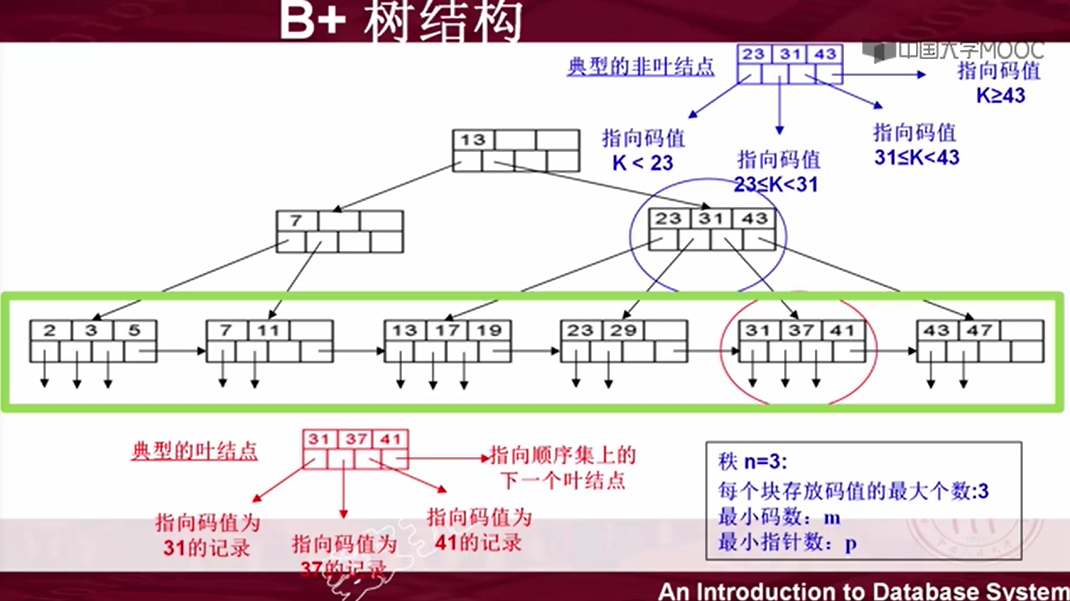 B+ 树结构
中国大学MOOC
典型的非叶结点
23 31 43
指向码值
K≥43
指向码值
31≤K<43
指向码值
K < 23
指向码值
23≤K<31
13
7
23 31 43
2 3 5
7 11
13 17 19
23 29
31 37 41
43 47
典型的叶结点
31 37 41
指向顺序集上的
下一个叶结点
指向码值为
31的记录
指向码值为
37的记录
指向码值为
41的记录
秩 n=3:
每个块存放码值的最大个数:3
最小码数：m
最小指针数：p
An Introduction to Database System